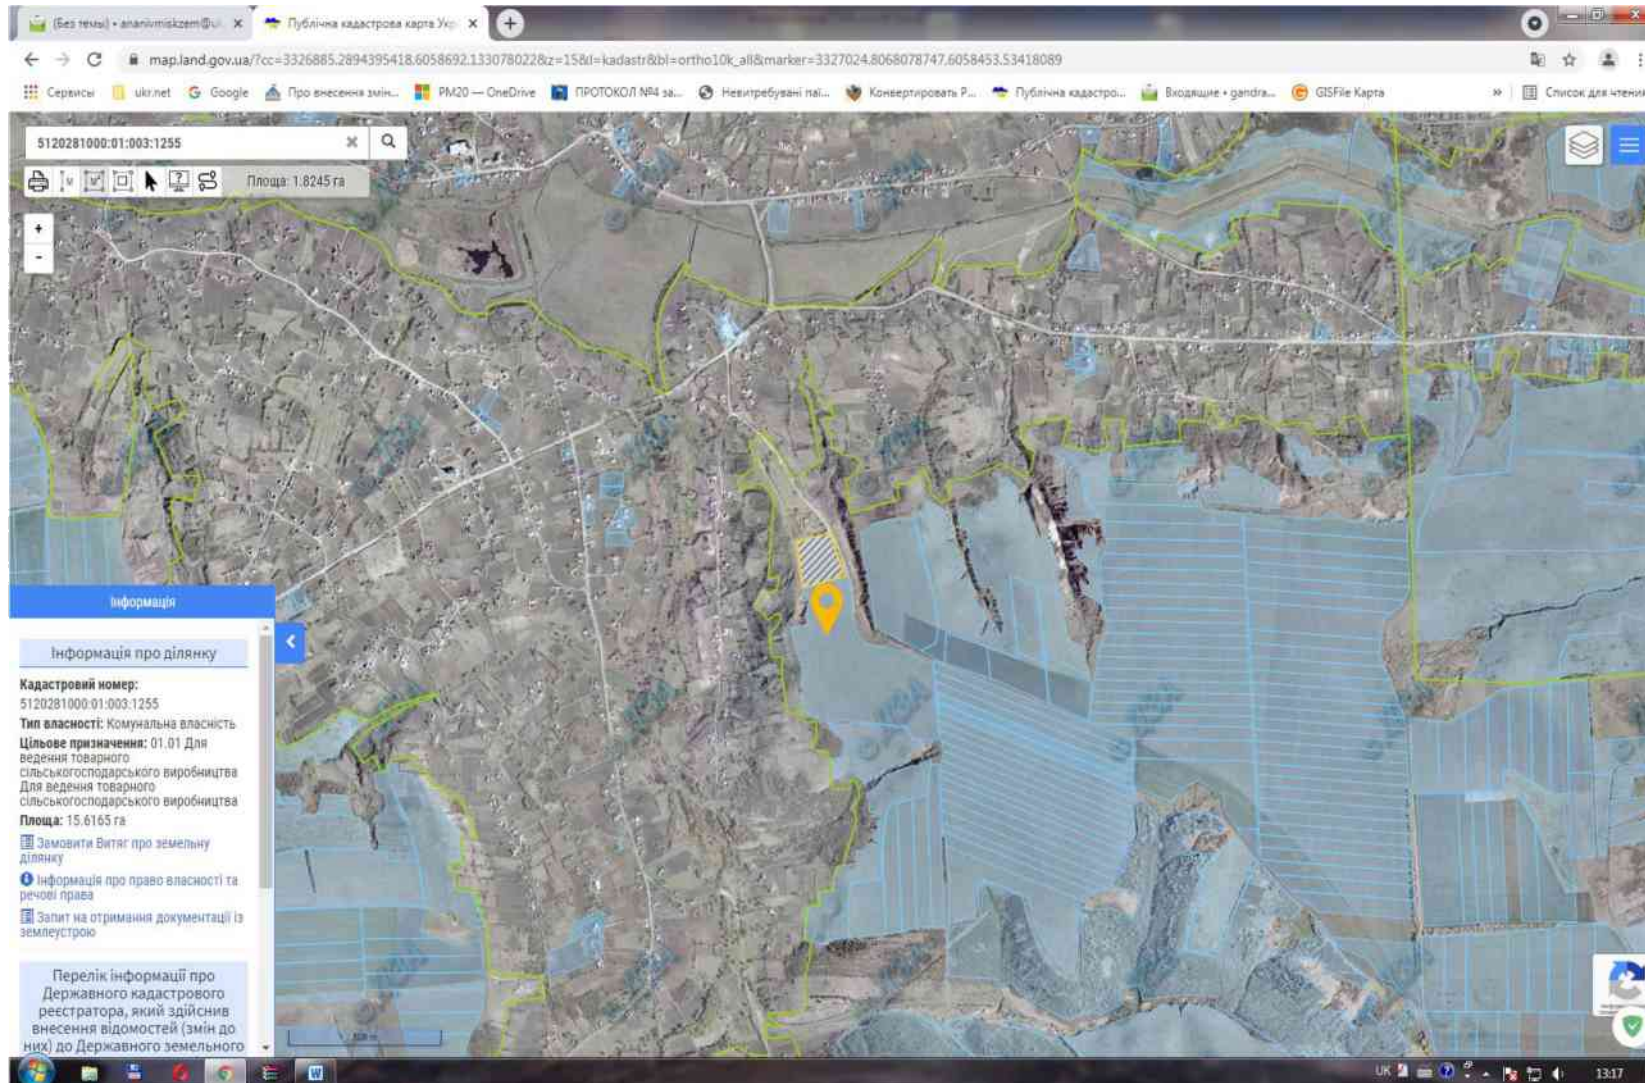 (Без темы) • ananivmiskzem@u
Публічна кадастрова карта Укр
map.land.gov.ua/?cc=3326885.2894395418.6058692.133078022&z=15&l=kadastr&bl=ortho10k_all&marker=3327024.8068078747.6058453.53418089
Сервисы
ukr.net
Google
Про внесення змін...
PM20 — OneDrive
ПРОТОКОЛ №4 за...
Невитребувані паї...
Конвертировать P...
Публічна кадастро...
Входящие • gandra...
GISFile Карта
»
Список для чтения
5120281000:01:003:1255
Площа: 1.8245 га
+
-
Інформація
Інформація про ділянку
Кадастровий номер:
5120281000:01:003:1255
Тип власності: Комунальна власність
Цільове призначення: 01.01 Для
ведення товарного
сільськогосподарського виробництва
Для ведення товарного
сільськогосподарського виробництва
Площа: 15.6165 га
Замовити Витяг про земельну
ділянку
Інформація про право власності та
речові права
Запит на отримання документації із
землеустрою
Перелік інформації про
Державного кадастрового
реєстратора, який здійснив
внесення відомостей (змін до
них) до Державного земельного
UK
13:17